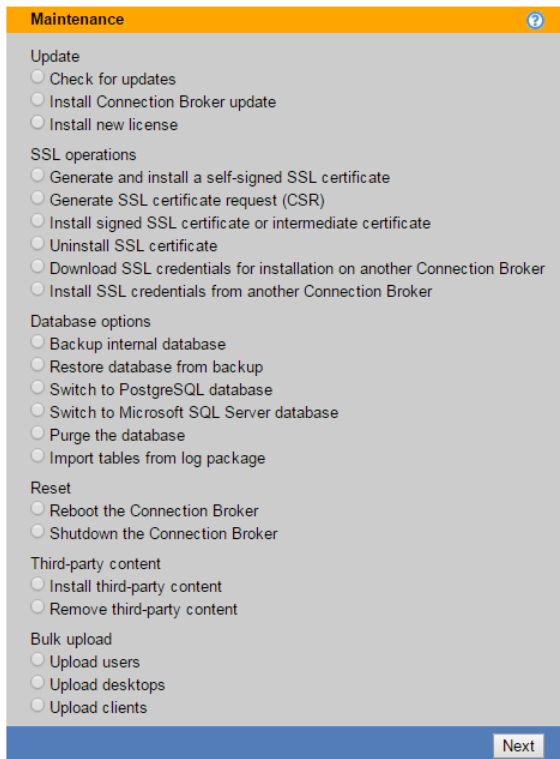 Maintenance
?
Update
Check for updates
Install Connection Broker update
Install new license
SSL operations
Generate and install a self-signed SSL certificate
Generate SSL certificate request (CSR)
Install signed SSL certificate or intermediate certificate
Uninstall SSL certificate
Download SSL credentials for installation on another Connection Broker
Install SSL credentials from another Connection Broker
Database options
Backup internal database
Restore database from backup
Switch to PostgreSQL database
Switch to Microsoft SQL Server database
Purge the database
Import tables from log package
Reset
Reboot the Connection Broker
Shutdown the Connection Broker
Third-party content
Install third-party content
Remove third-party content
Bulk upload
Upload users
Upload desktops
Upload clients
Next